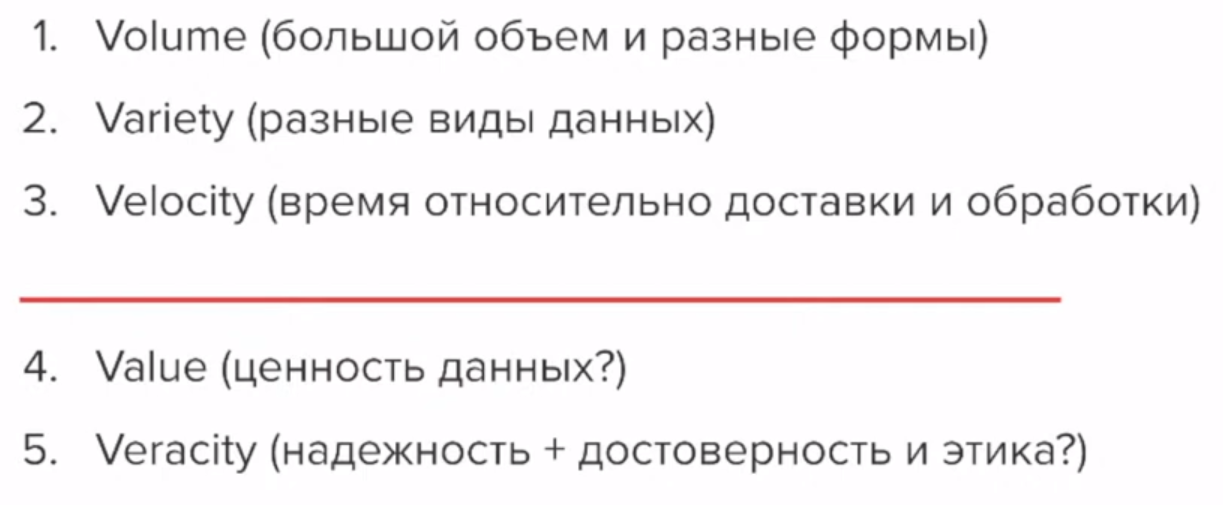 1. Volume (большой объем и разные формы)
2. Variety (разные виды данных)
3. Velocity (время относительно доставки и обработки)
4. Value (ценность данных?)
5. Veracity (надежность + достоверность и этика?)